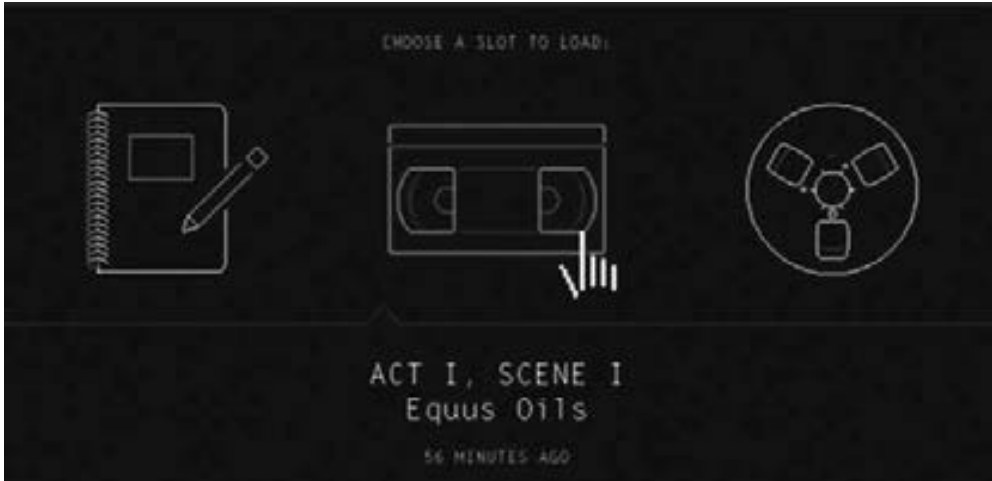 CHOOSE A SLOT TO LOAD:
ACT I, SCENE I
Equus Oils
56 MINUTES AGO